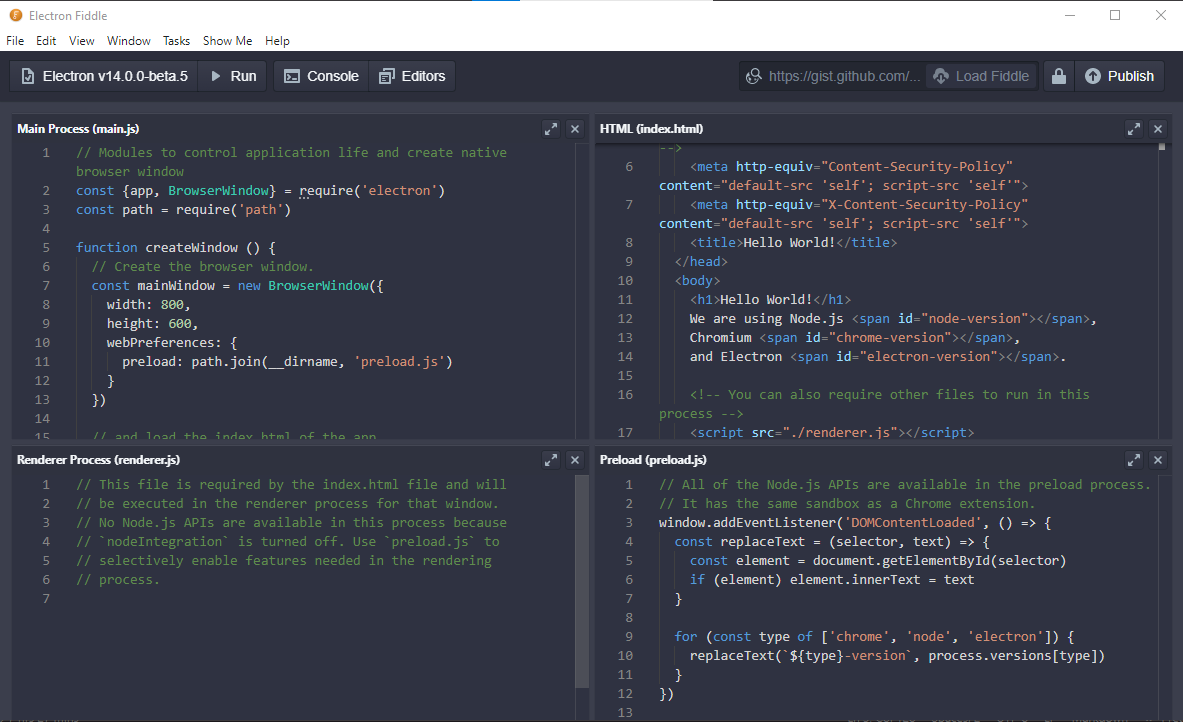 Electron Fiddle
File Edit View Window Tasks Show Me Help
Electron v14.0.0-beta.5 Run Console Editors https://gist.github.com/... Load Fiddle Publish
Main Process (main.js)
1 // Modules to control application life and create native
browser window
2 const {app, BrowserWindow} = require('electron')
3 const path = require('path')
4
5 function createWindow () {
6 // Create the browser window.
7 const mainWindow = new BrowserWindow({
8 width: 800,
9 height: 600,
10 webPreferences: {
11 preload: path.join(__dirname, 'preload.js')
12 }
13 })
14
15 // and load the index.html of the app.
HTML (index.html)
-->
6 <meta http-equiv="Content-Security-Policy"
content="default-src 'self'; script-src 'self'">
7 <meta http-equiv="X-Content-Security-Policy"
content="default-src 'self'; script-src 'self'">
8 <title>Hello World!</title>
9 </head>
10 <body>
11 <h1>Hello World!</h1>
12 We are using Node.js <span id="node-version"></span>,
13 Chromium <span id="chrome-version"></span>,
14 and Electron <span id="electron-version"></span>.
15
16 <!-- You can also require other files to run in this
process -->
17 <script src="./renderer.js"></script>
Renderer Process (renderer.js)
1 // This file is required by the index.html file and will
2 // be executed in the renderer process for that window.
3 // No Node.js APIs are available in this process because
4 // `nodeIntegration` is turned off. Use `preload.js` to
5 // selectively enable features needed in the rendering
6 // process.
7
Preload (preload.js)
1 // All of the Node.js APIs are available in the preload process.
2 // It has the same sandbox as a Chrome extension.
3 window.addEventListener('DOMContentLoaded', () => {
4 const replaceText = (selector, text) => {
5 const element = document.getElementById(selector)
6 if (element) element.innerText = text
7 }
8
9 for (const type of ['chrome', 'node', 'electron']) {
10 replaceText(`${type}-version`, process.versions[type])
11 }
12 })
13